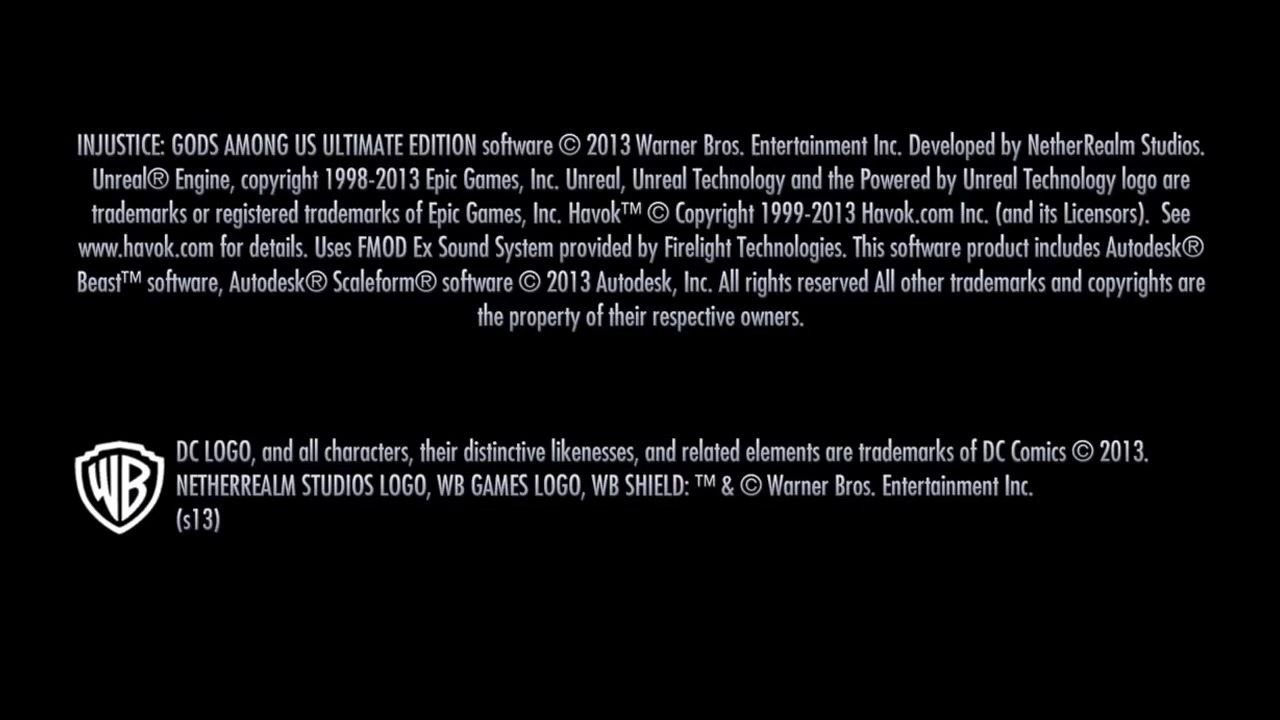 INJUSTICE: GODS AMONG US ULTIMATE EDITION software © 2013 Warner Bros. Entertainment Inc. Developed by NetherRealm Studios.
Unreal® Engine, copyright 1998-2013 Epic Games, Inc. Unreal, Unreal Technology and the Powered by Unreal Technology logo are
trademarks or registered trademarks of Epic Games, Inc. Havok™ © Copyright 1999-2013 Havok.com Inc. (and its Licensors). See
www.havok.com for details. Uses FMOD Ex Sound System provided by Firelight Technologies. This software product includes Autodesk®
Beast™ software, Autodesk® Scaleform® software © 2013 Autodesk, Inc. All rights reserved All other trademarks and copyrights are
the property of their respective owners.
WB
DC LOGO, and all characters, their distinctive likenesses, and related elements are trademarks of DC Comics © 2013.
NETHERREALM STUDIOS LOGO, WB GAMES LOGO, WB SHIELD: ™ & © Warner Bros. Entertainment Inc.
(s13)